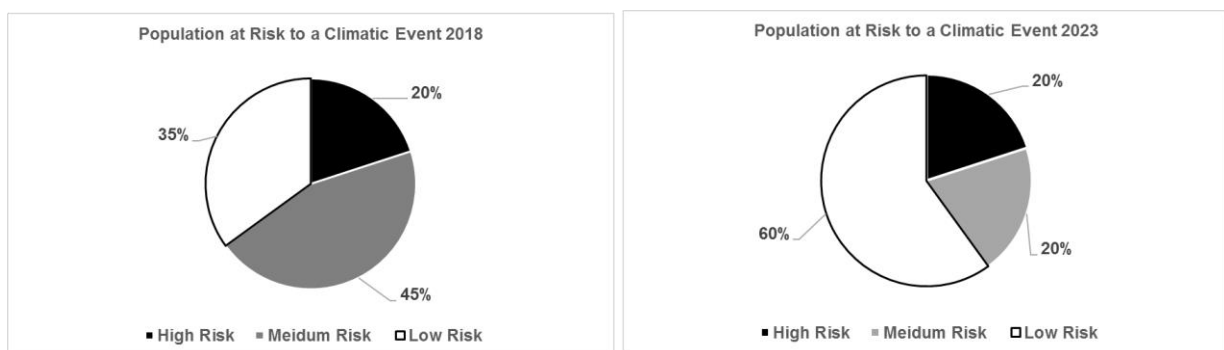 Population at Risk to a Climatic Event 2018
20%
35%
45%
High Risk Meidum Risk Low Risk
Population at Risk to a Climatic Event 2023
20%
60%
20%
High Risk Meidum Risk Low Risk